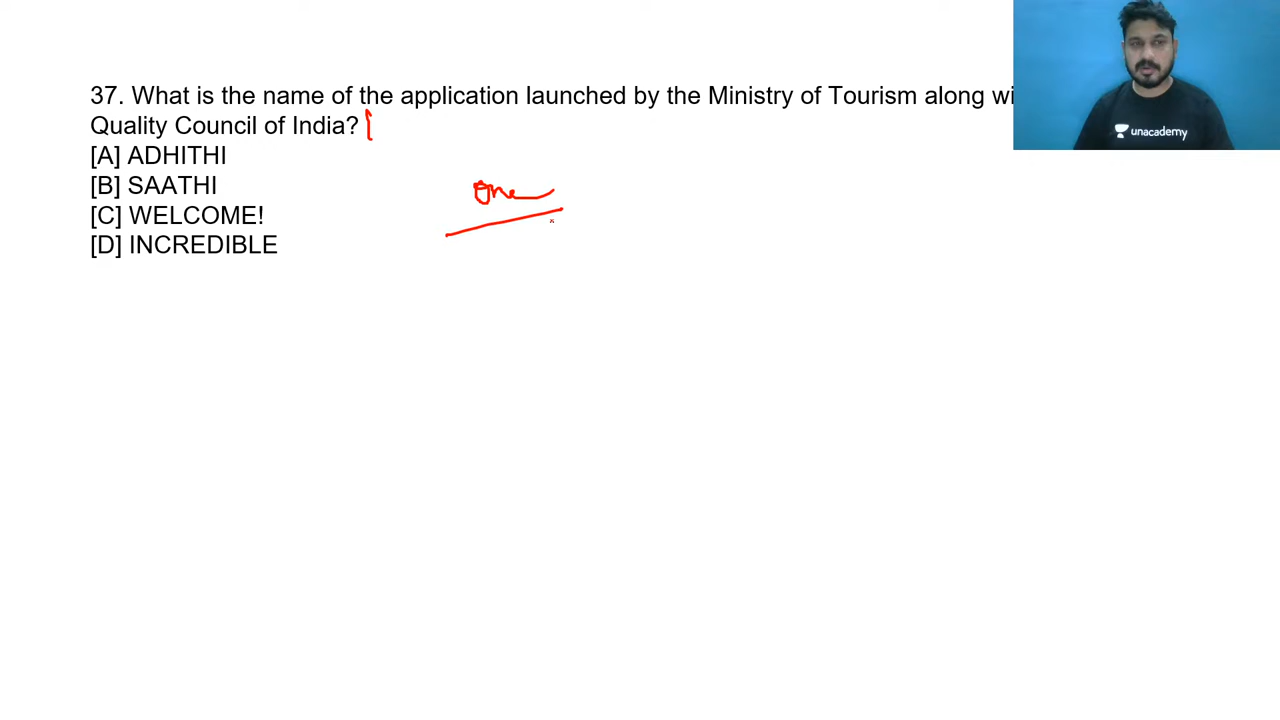 37. What is the name of the application launched by the Ministry of Tourism along wi
Quality Council of India?
[A] ADHITHI
[B] SAATHI
[C] WELCOME!
[D] INCREDIBLE
One
unacademy